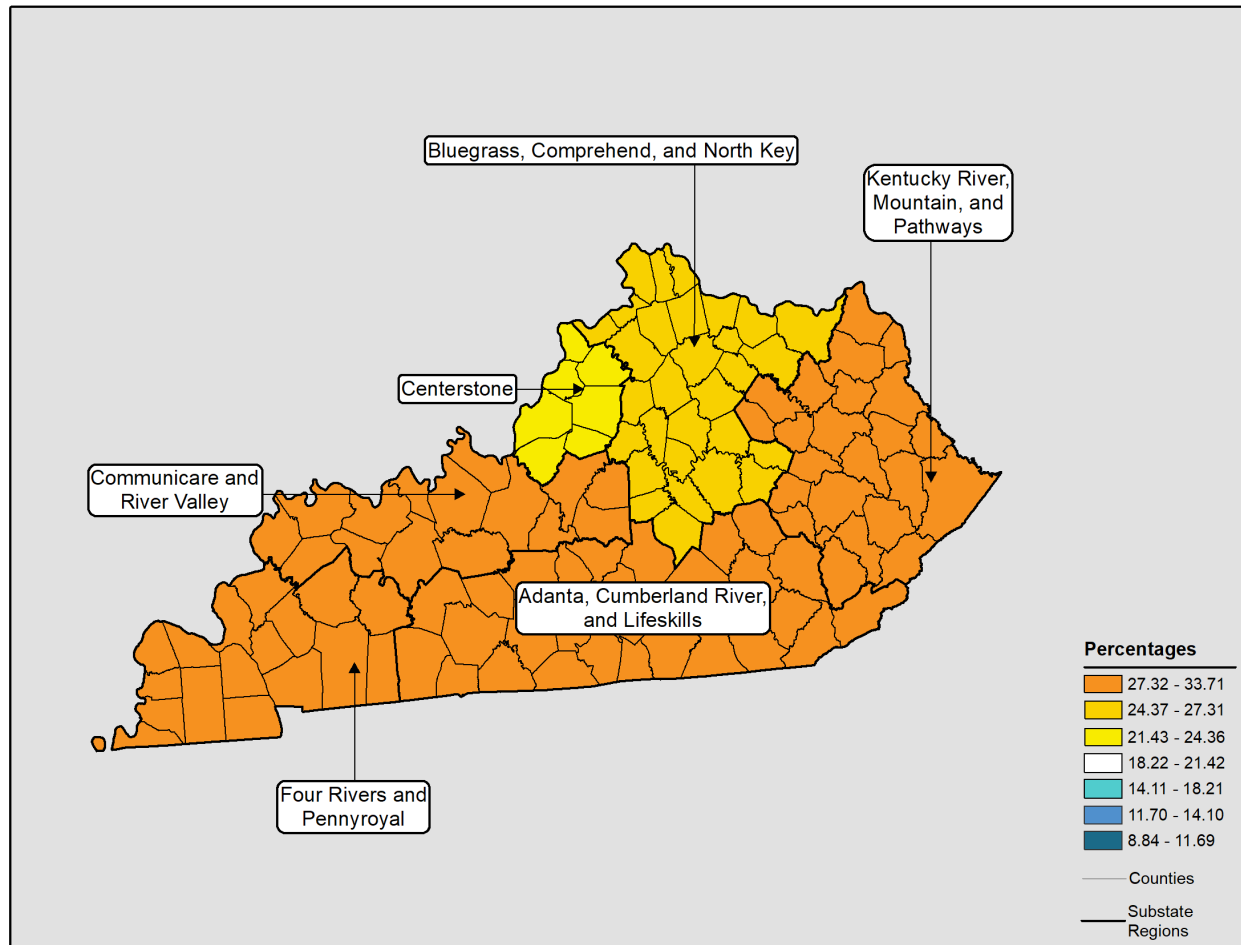 Bluegrass, Comprehend, and North Key
Kentucky River,
Mountain, and
Pathways
Centerstone
Communicare and
River Valley
Adanta, Cumberland River,
and Lifeskills
Four Rivers and
Pennyroyal
Percentages
27.32 - 33.71
24.37 - 27.31
21.43 - 24.36
18.22 - 21.42
14.11 - 18.21
11.70 - 14.10
8.84 - 11.69
Counties
Substate
Regions